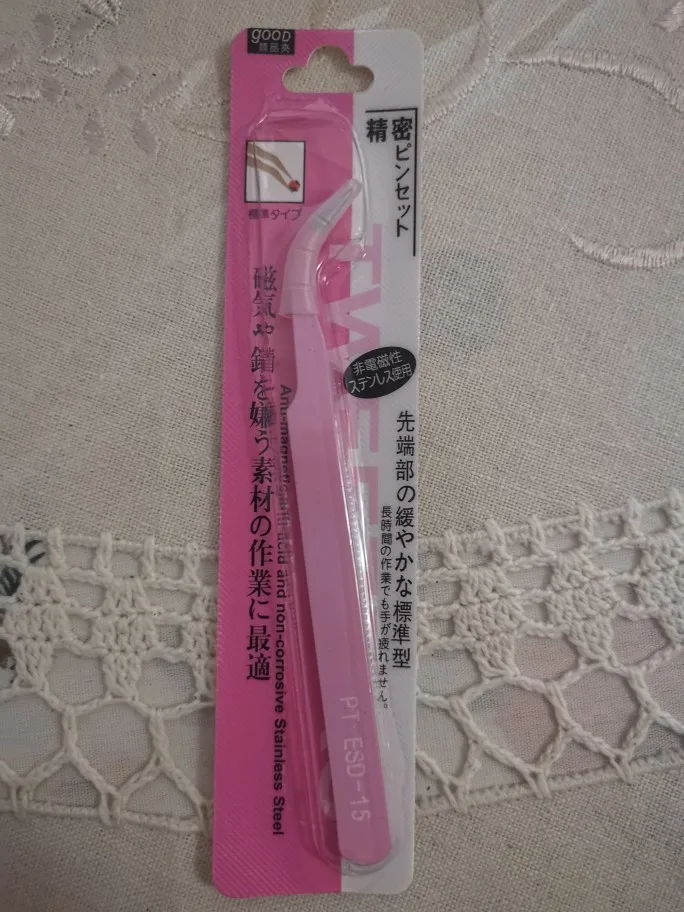 gooD
精密ピンセット
標準タイプ
磁気や錆を嫌う素材の作業に最適
Anti-magnetic, anti-acid and non-corrosive Stainless Steel
非電磁性
ステンレス使用
先端部の緩やかな標準型
長時間の作業でも手が疲れません。
PT ESD-15